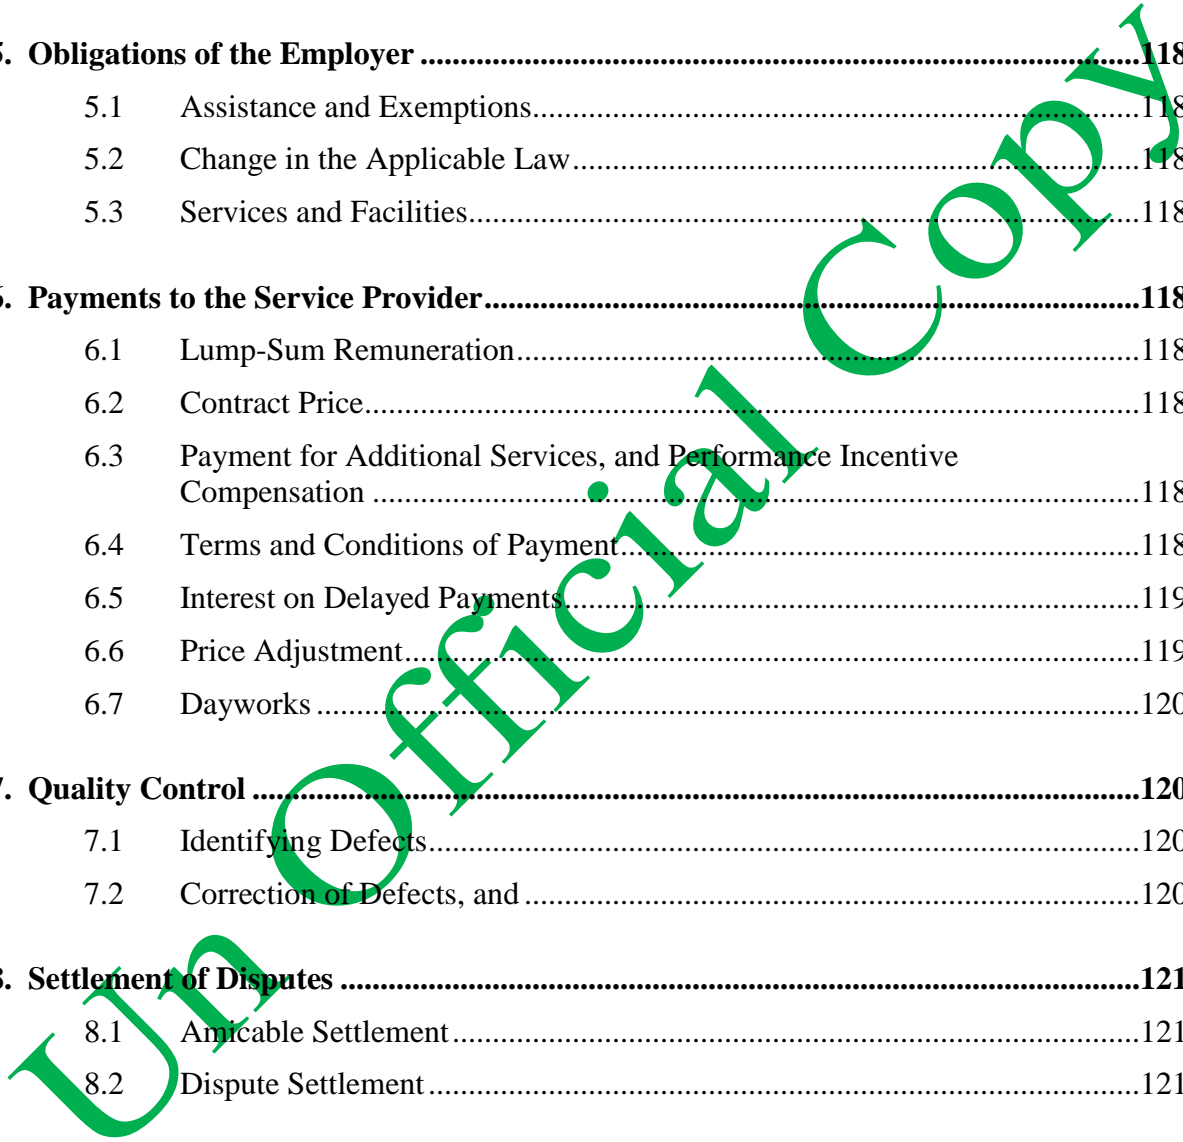 5. Obligations of the Employer ........................................................................................118
5.1 Assistance and Exemptions...........................................................................118
5.2 Change in the Applicable Law......................................................................118
5.3 Services and Facilities...................................................................................118
6. Payments to the Service Provider.................................................................................118
6.1 Lump-Sum Remuneration.............................................................................118
6.2 Contract Price................................................................................................118
6.3 Payment for Additional Services, and Performance Incentive
Compensation ...............................................................................................118
6.4 Terms and Conditions of Payment................................................................118
6.5 Interest on Delayed Payments.......................................................................119
6.6 Price Adjustment...........................................................................................119
6.7 Dayworks ......................................................................................................120
7. Quality Control .............................................................................................................120
7.1 Identifying Defects........................................................................................120
7.2 Correction of Defects, and ............................................................................120
8. Settlement of Disputes ..................................................................................................121
8.1 Amicable Settlement.....................................................................................121
8.2 Dispute Settlement........................................................................................121
Un Official Copy